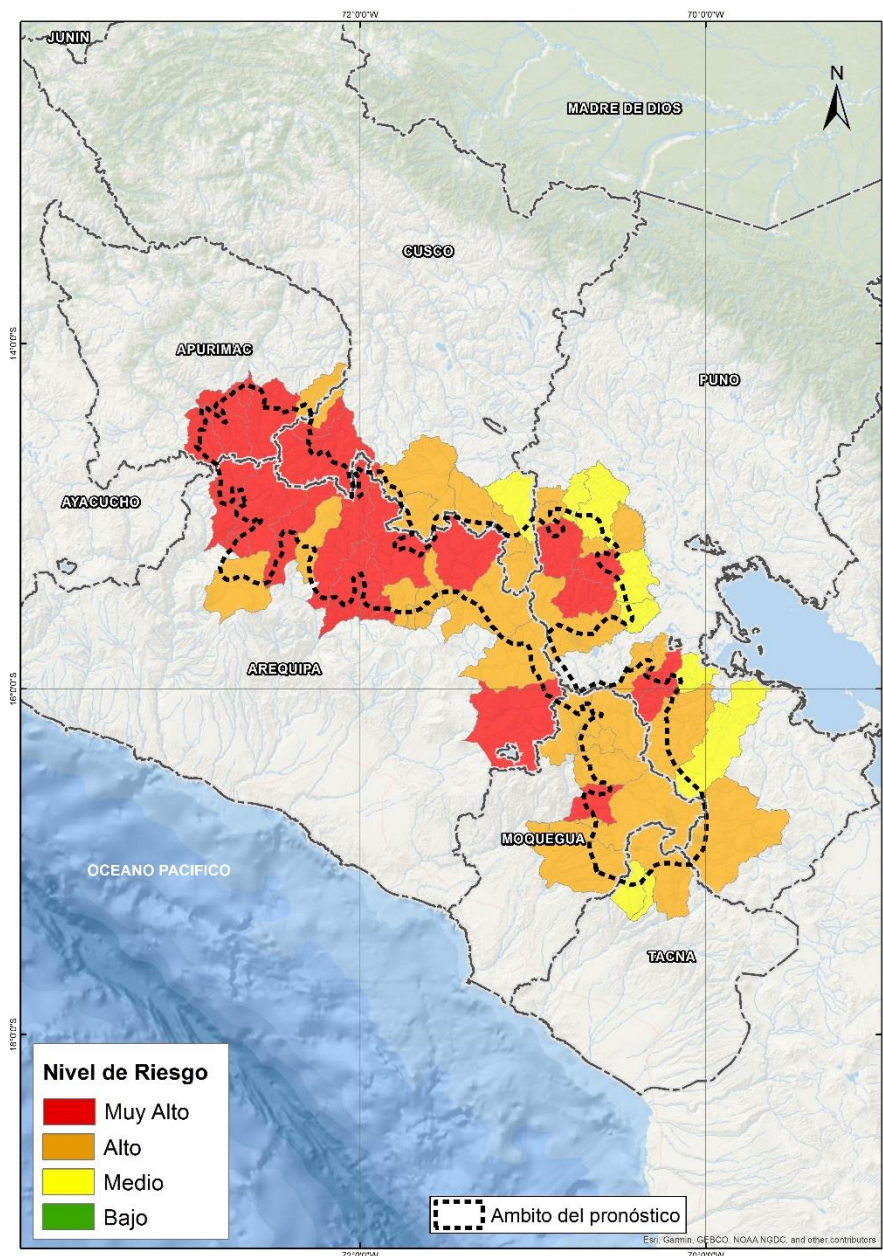 72°0'0"W
70°0'0"W
JUNIN
N
MADRE DE DIOS
CUSCO
14°0'0"S
APURIMAC
PUNO
AYACUCHO
AREQUIPA
16°0'0"S
MOQUEGUA
OCEANO PACIFICO
TACNA
18°0'0"S
Nivel de Riesgo
Muy Alto
Alto
Medio
Bajo
Ambito del pronóstico
Esri, Garmin, GEBCO, NOAA NGDC, and other contributors
72°0'0"W
70°0'0"W